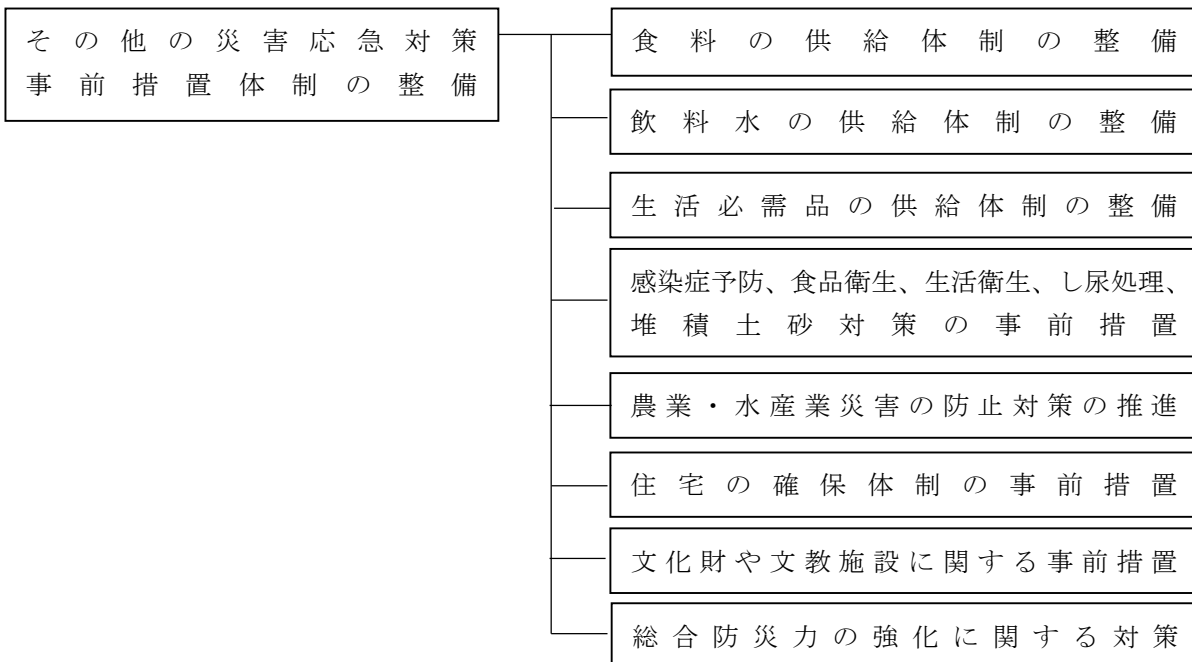 その他の災害応急対策
事前措置体制の整備
食料の供給体制の整備
飲料水の供給体制の整備
生活必需品の供給体制の整備
感染症予防、食品衛生、生活衛生、し尿処理、
堆積土砂対策の事前措置
農業・水産業災害の防止対策の推進
住宅の確保体制の事前措置
文化財や文教施設に関する事前措置
総合防災力の強化に関する対策